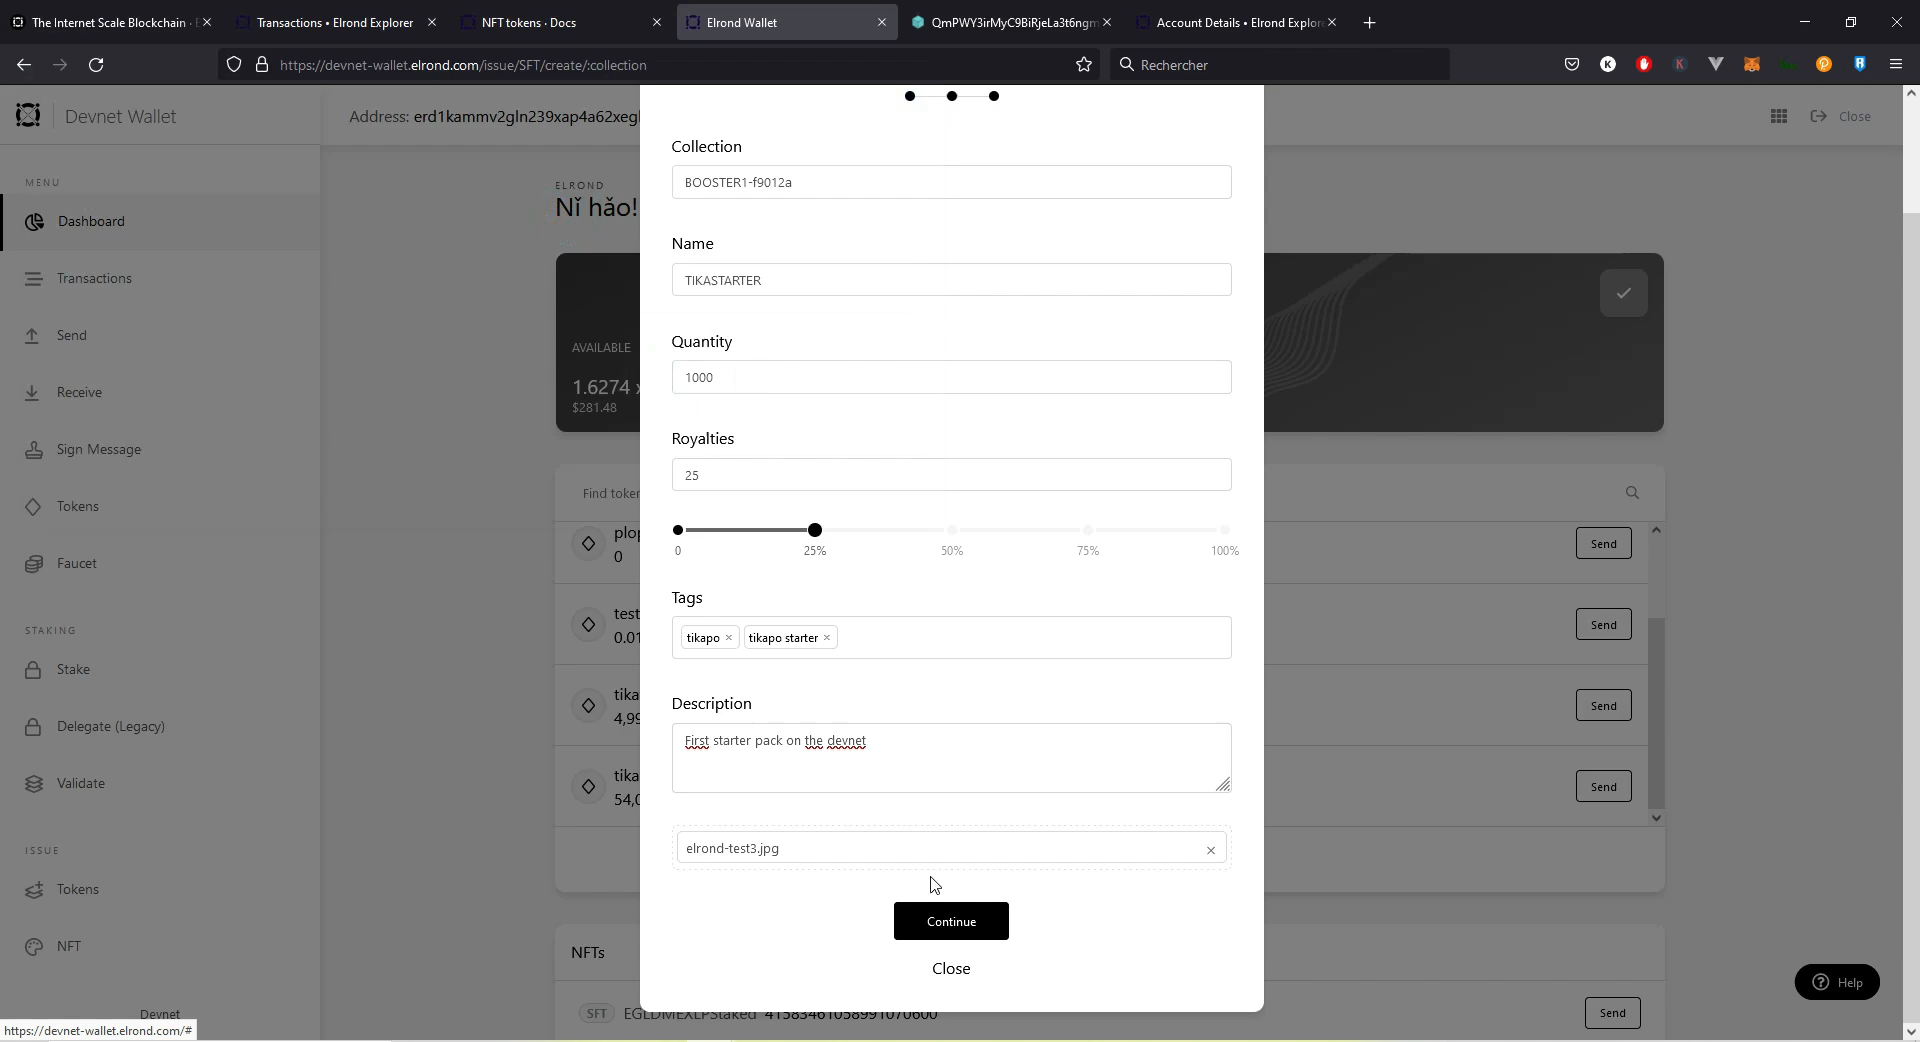 The Internet Scale Blockchain ·
Transactions • Elrond Explorer
NFT tokens · Docs
Elrond Wallet
QmPWY3irMyC9BiRjeLa3t6ngm
Account Details • Elrond Explor
https://devnet-wallet.elrond.com/issue/SFT/create/:collection
Rechercher
Devnet Wallet
Address: erd1kammv2gln239xap4a62xegl
Close
MENU
Dashboard
Transactions
Send
Receive
Sign Message
Tokens
Faucet
STAKING
Stake
Delegate (Legacy)
Validate
ISSUE
Tokens
NFT
Devnet
https://devnet-wallet.elrond.com/#
ELROND
Nǐ hǎo!
AVAILABLE
1.6274 x
$281.48
Find token
plop
0
Send
test
0.01
Send
tika
4,99
Send
tika
54,0
Send
NFTs
SFT EGLDMEXLPStaked 41583461058991070600
Send
Collection
BOOSTER1-f9012a
Name
TIKASTARTER
Quantity
1000
Royalties
25
0 25% 50% 75% 100%
Tags
tikapo × tikapo starter ×
Description
First starter pack on the devnet
elrond-test3.jpg ×
Continue
Close
Help